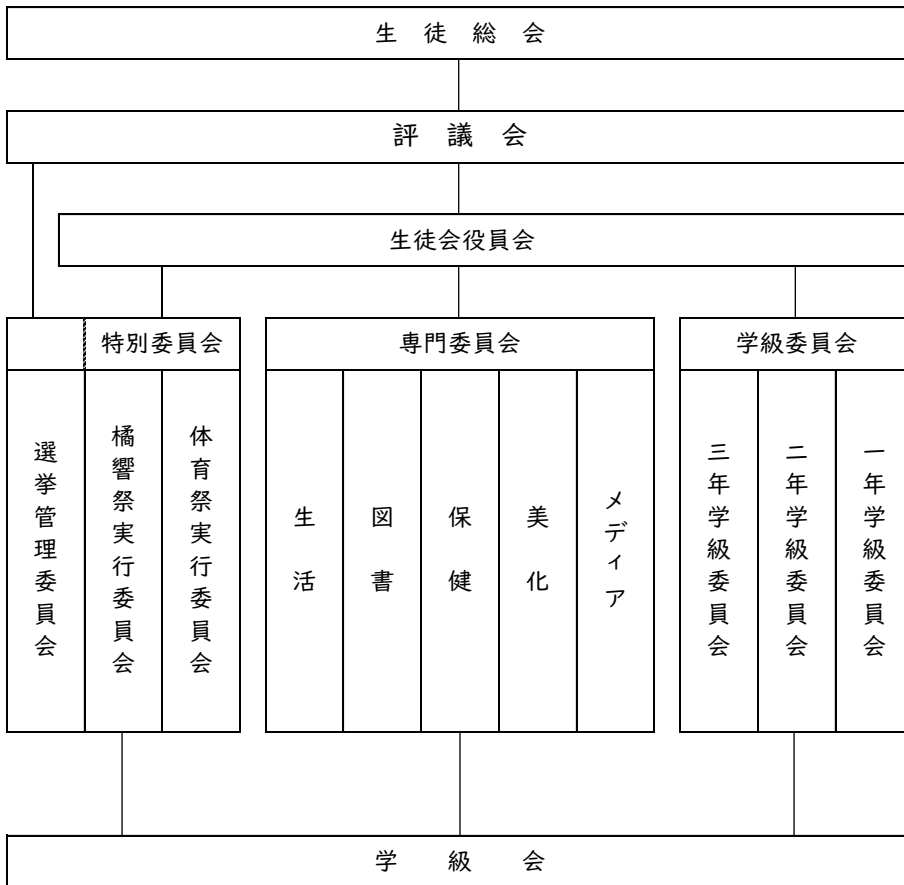 生徒総会
評議会
生徒会役員会
特別委員会
専門委員会
学級委員会
選挙管理委員会
橘響祭実行委員会
体育祭実行委員会
生活
図書
保健
美化
メディア
三年学級委員会
二年学級委員会
一年学級委員会
学級会